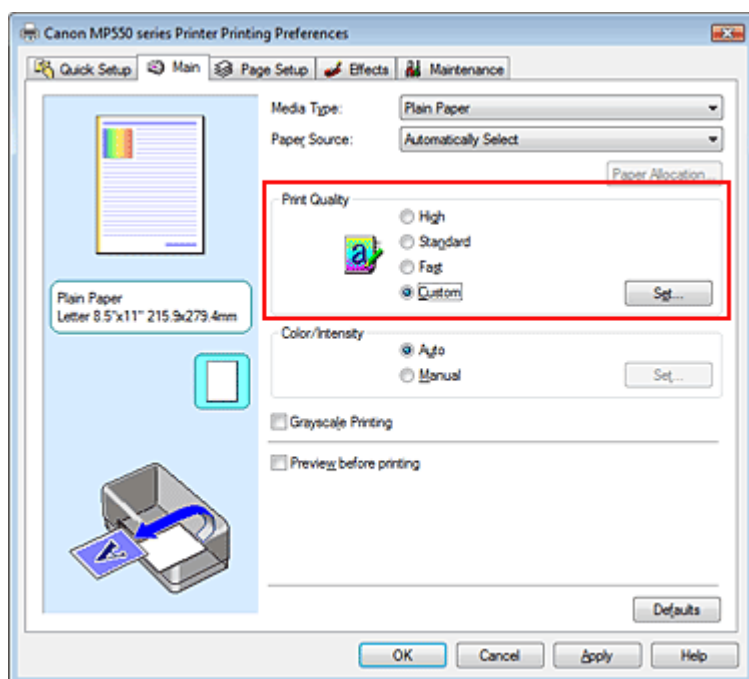 Canon MP550 series Printer Printing Preferences
Quick Setup Main Page Setup Effects Maintenance
Media Type: Plain Paper
Paper Source: Automatically Select
Paper Allocation...
Print Quality
High
Standard
Fast
Custom Set...
Plain Paper
Letter 8.5"x11" 215.9x279.4mm
Color/Intensity
Auto
Manual Set...
Grayscale Printing
Preview before printing
Defaults
OK Cancel Apply Help